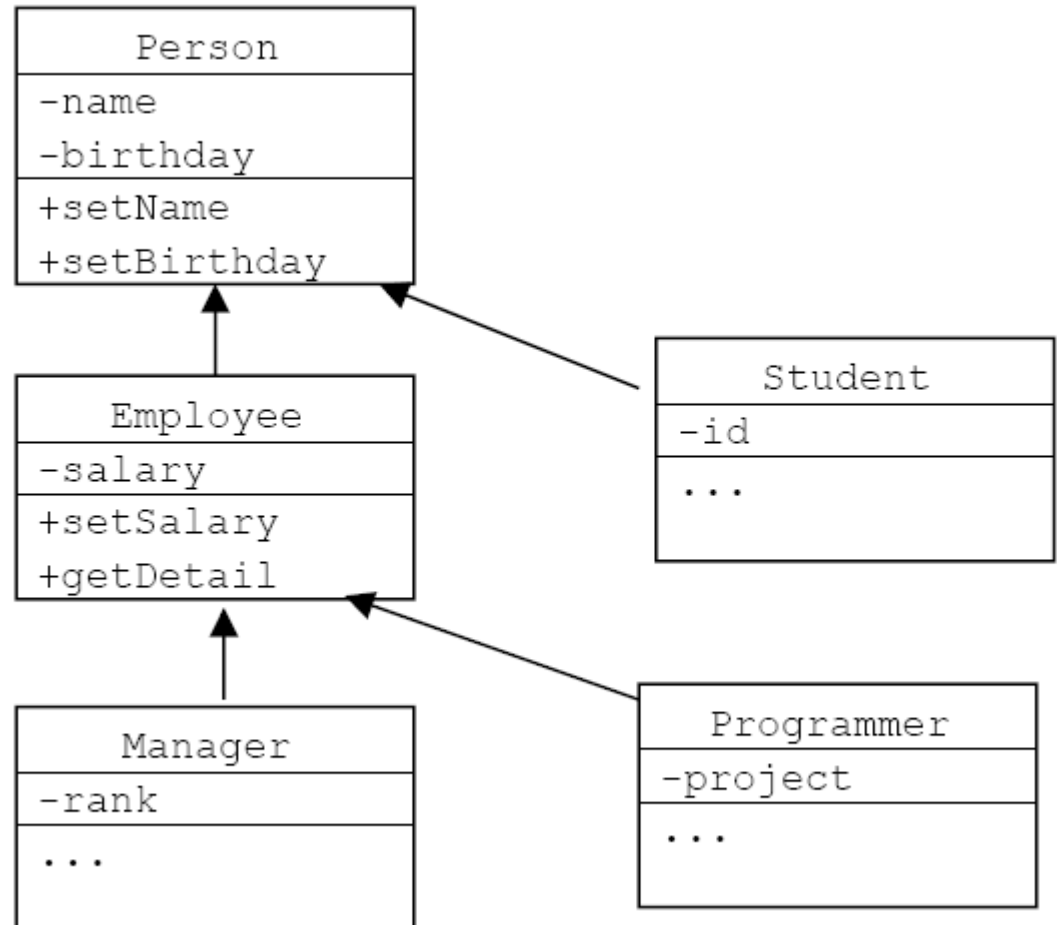 Person
-name
-birthday
+setName
+setBirthday
Employee
-salary
+setSalary
+getDetail
Student
-id
...
Manager
-rank
...
Programmer
-project
...